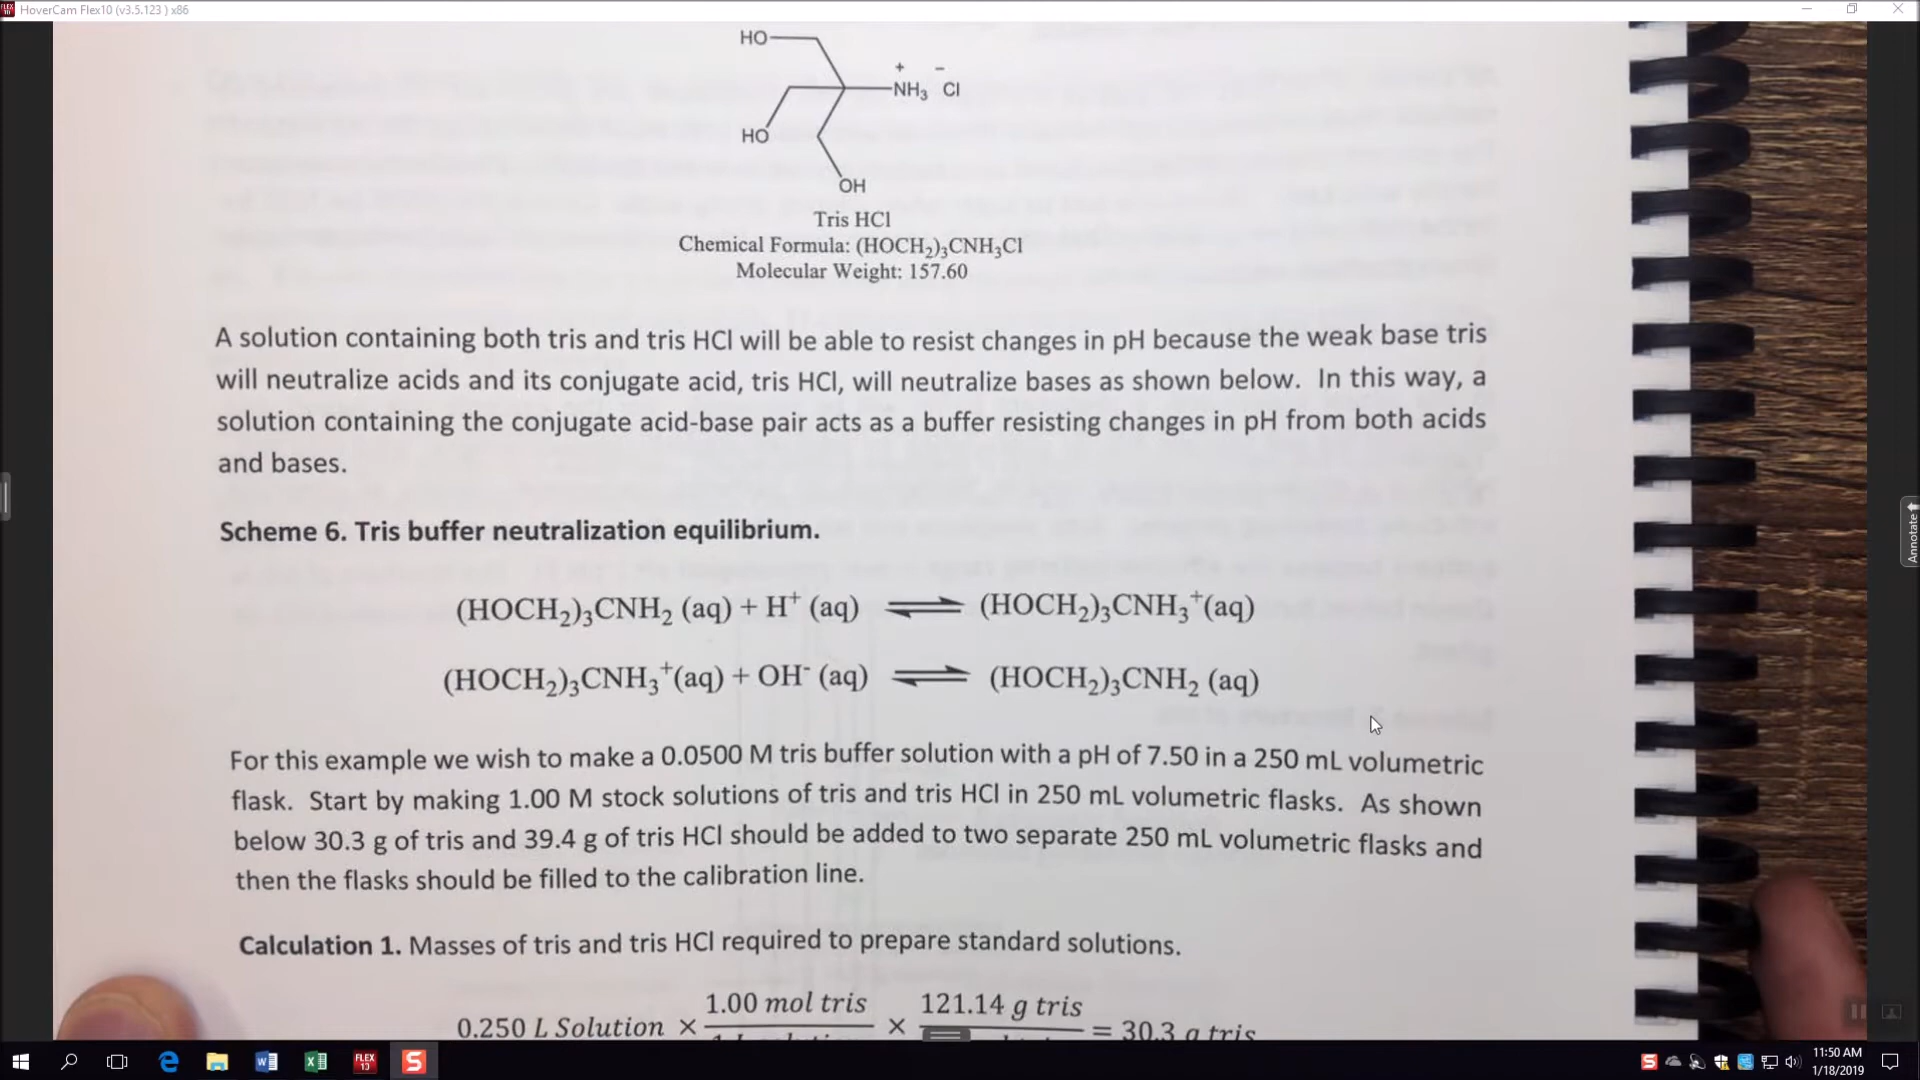 HoverCam Flex10 (v3.5.123 ) x86
HO
+ −
NH₃ Cl
HO
OH
Tris HCl
Chemical Formula: (HOCH₂)₃CNH₃Cl
Molecular Weight: 157.60
A solution containing both tris and tris HCl will be able to resist changes in pH because the weak base tris
will neutralize acids and its conjugate acid, tris HCl, will neutralize bases as shown below. In this way, a
solution containing the conjugate acid-base pair acts as a buffer resisting changes in pH from both acids
and bases.
Scheme 6. Tris buffer neutralization equilibrium.
(HOCH₂)₃CNH₂ (aq) + H⁺ (aq) ⇌ (HOCH₂)₃CNH₃⁺(aq)
(HOCH₂)₃CNH₃⁺(aq) + OH⁻ (aq) ⇌ (HOCH₂)₃CNH₂ (aq)
For this example we wish to make a 0.0500 M tris buffer solution with a pH of 7.50 in a 250 mL volumetric
flask. Start by making 1.00 M stock solutions of tris and tris HCl in 250 mL volumetric flasks. As shown
below 30.3 g of tris and 39.4 g of tris HCl should be added to two separate 250 mL volumetric flasks and
then the flasks should be filled to the calibration line.
Calculation 1. Masses of tris and tris HCl required to prepare standard solutions.
1.00 mol tris 121.14 g tris
0.250 L Solution × × = 30.3 g tris
Annotate
11:50 AM
1/18/2019